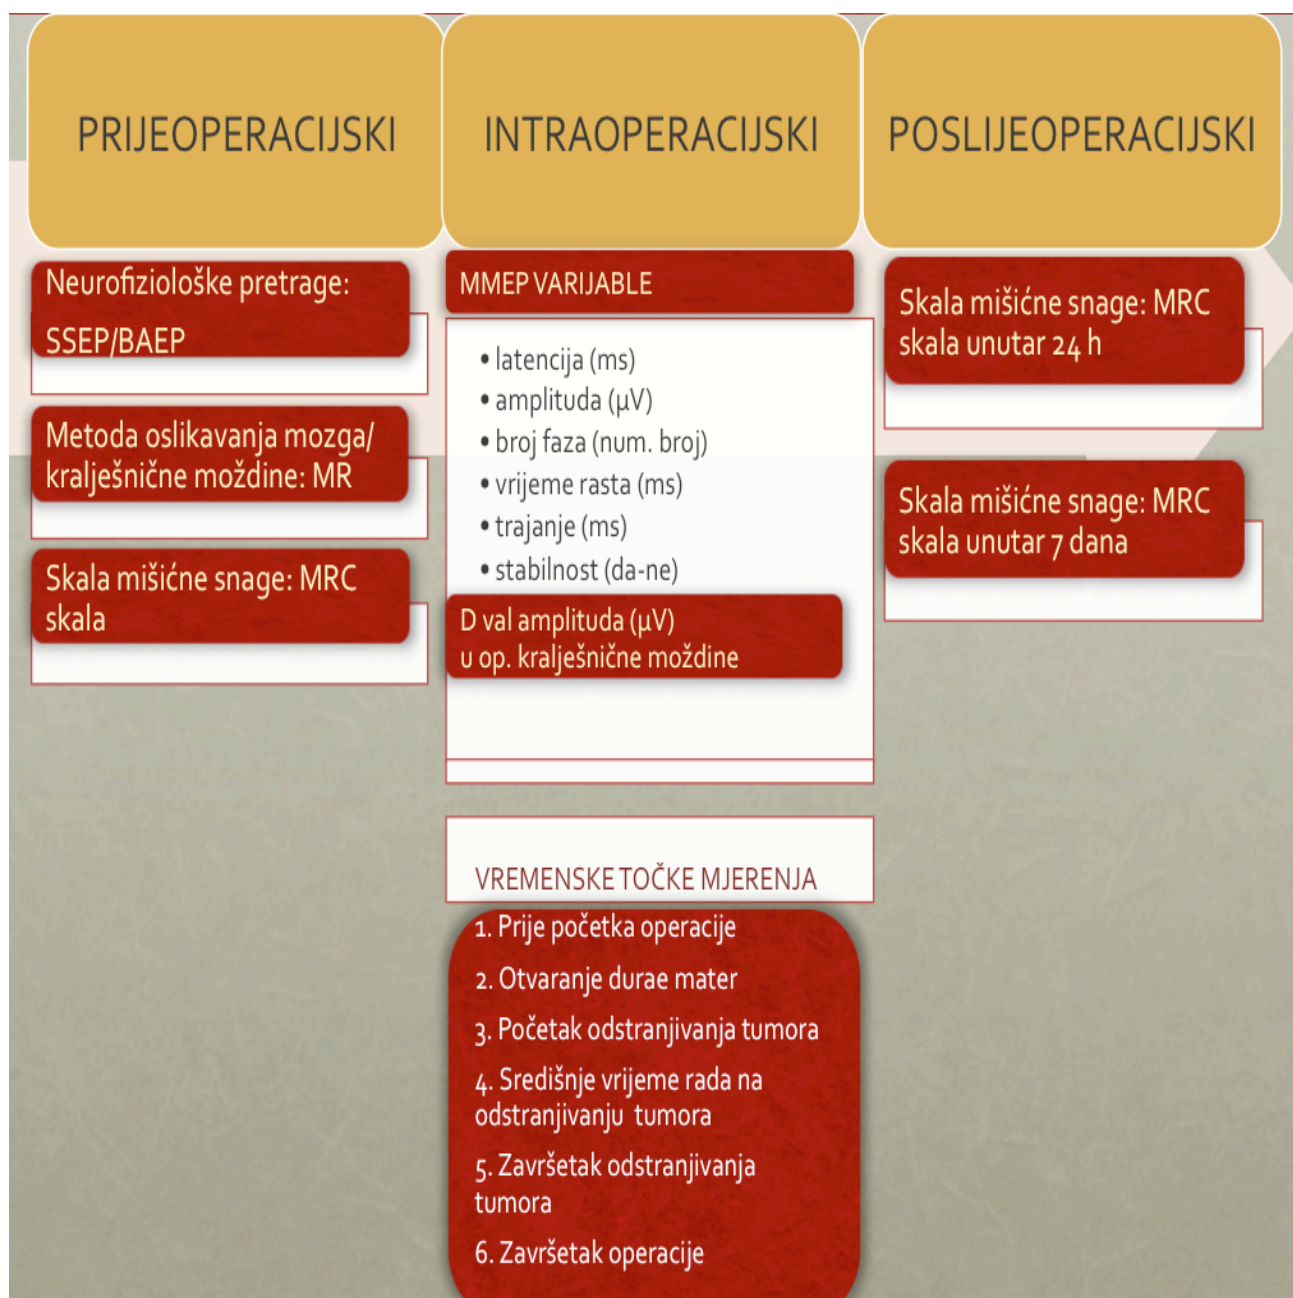 PRIJEOPERACIJSKI
Neurofiziološke pretrage:
SSEP/BAEP
Metoda oslikavanja mozga/
kralješnične moždine: MR
Skala mišićne snage: MRC
skala
INTRAOPERACIJSKI
MMEP VARIJABLE
• latencija (ms)
• amplituda (µV)
• broj faza (num. broj)
• vrijeme rasta (ms)
• trajanje (ms)
• stabilnost (da-ne)
D val amplituda (µV)
u op. kralješnične moždine
VREMENSKE TOČKE MJERENJA
1. Prije početka operacije
2. Otvaranje durae mater
3. Početak odstranjivanja tumora
4. Središnje vrijeme rada na
odstranjivanju tumora
5. Završetak odstranjivanja
tumora
6. Završetak operacije
POSLIJEOPERACIJSKI
Skala mišićne snage: MRC
skala unutar 24 h
Skala mišićne snage: MRC
skala unutar 7 dana